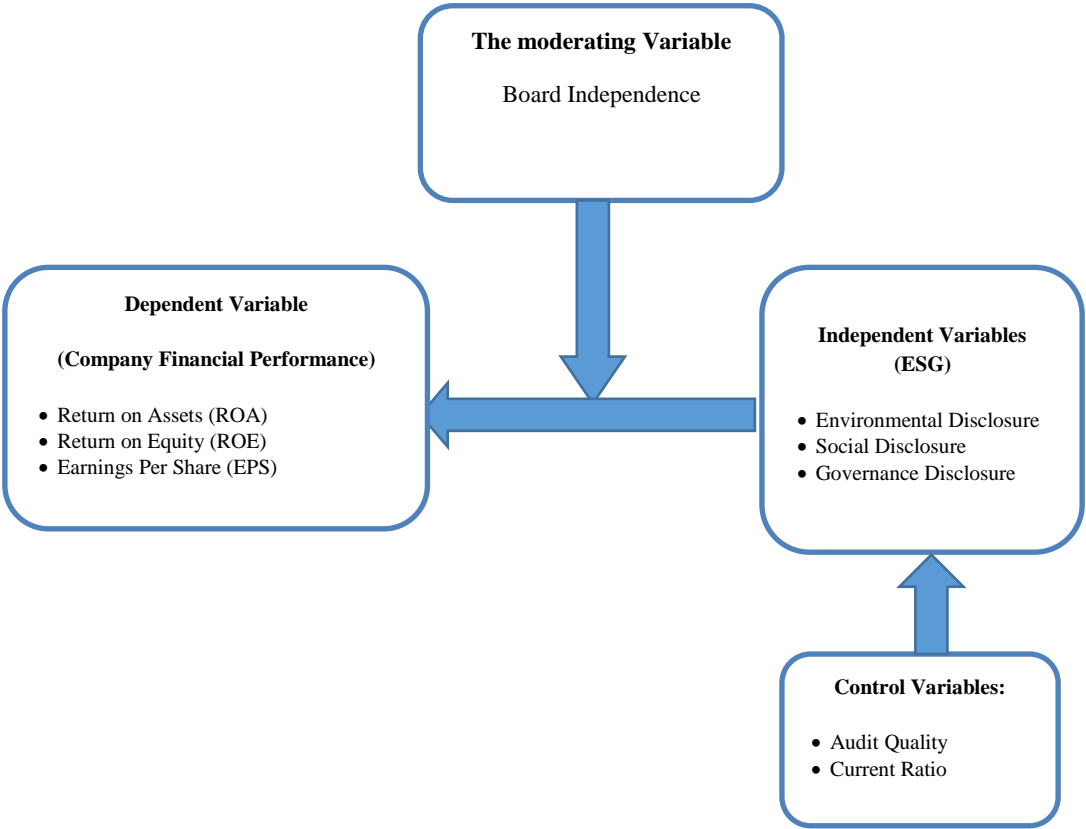 The moderating Variable
Board Independence
Dependent Variable
(Company Financial Performance)
• Return on Assets (ROA)
• Return on Equity (ROE)
• Earnings Per Share (EPS)
Independent Variables
(ESG)
• Environmental Disclosure
• Social Disclosure
• Governance Disclosure
Control Variables:
• Audit Quality
• Current Ratio